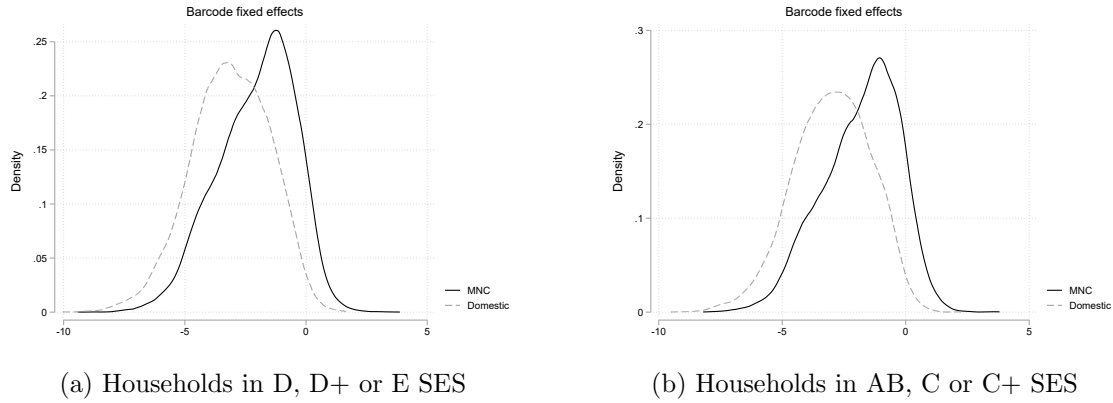 Barcode fixed effects
.25
.2
.15
.1
.05
0
Density
-10
-5
0
5
MNC
Domestic
(a) Households in D, D+ or E SES
Barcode fixed effects
.3
.2
.1
0
Density
-10
-5
0
5
MNC
Domestic
(b) Households in AB, C or C+ SES